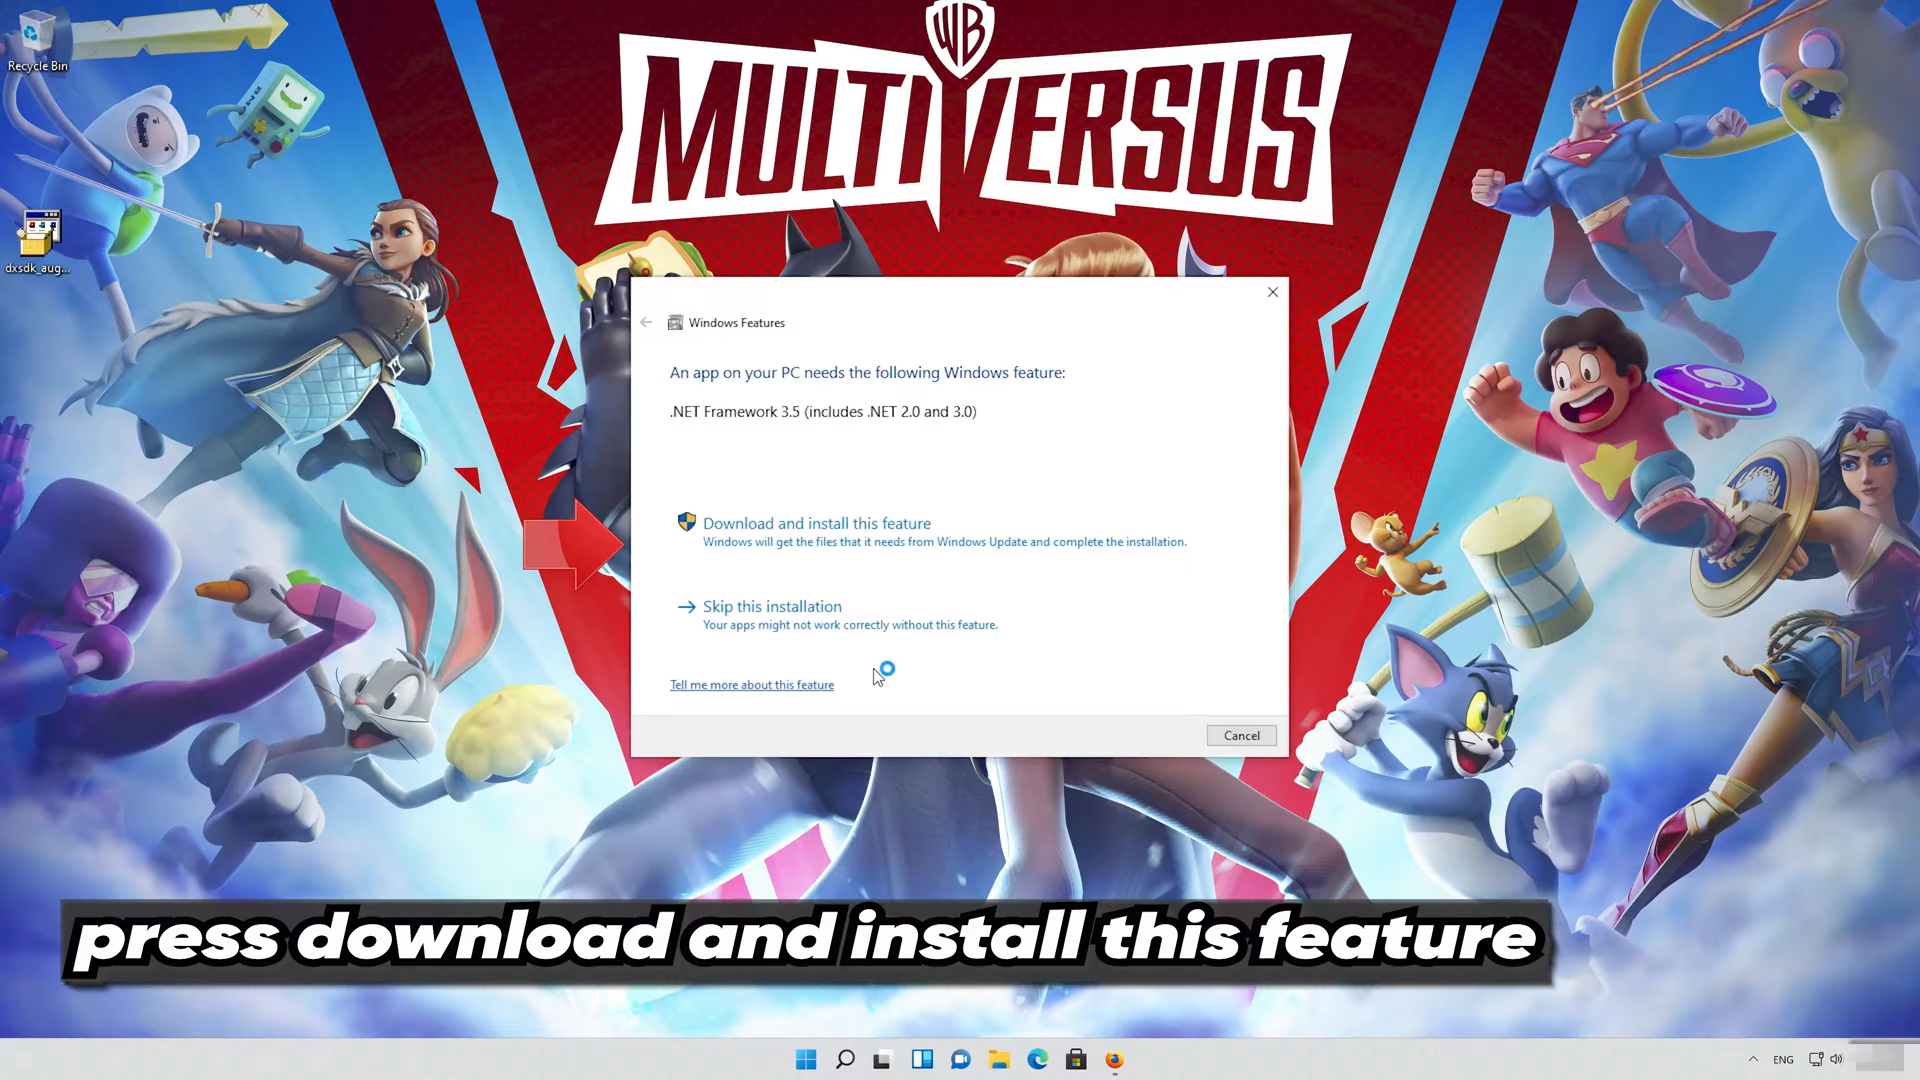 WB
MULTIVERSUS
Recycle Bin
BMO
dxsdk_aug...
Windows Features
An app on your PC needs the following Windows feature:
.NET Framework 3.5 (includes .NET 2.0 and 3.0)
Download and install this feature
Windows will get the files that it needs from Windows Update and complete the installation.
Skip this installation
Your apps might not work correctly without this feature.
Tell me more about this feature
Cancel
press download and install this feature
ENG